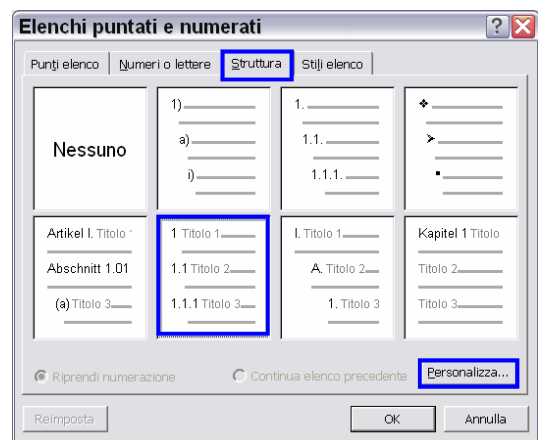 Elenchi puntati e numerati
Punti elenco Numeri o lettere Struttura Stili elenco
Nessuno
1)
a)
i)
1.
1.1.
1.1.1.
Artikel I. Titolo 1
Abschnitt 1.01
(a) Titolo 3
1 Titolo 1
1.1 Titolo 2
1.1.1 Titolo 3
I. Titolo 1
A. Titolo 2
1. Titolo 3
Kapitel 1 Titolo
Titolo 2
Titolo 3
Riprendi numerazione Continua elenco precedente Personalizza...
Reimposta OK Annulla